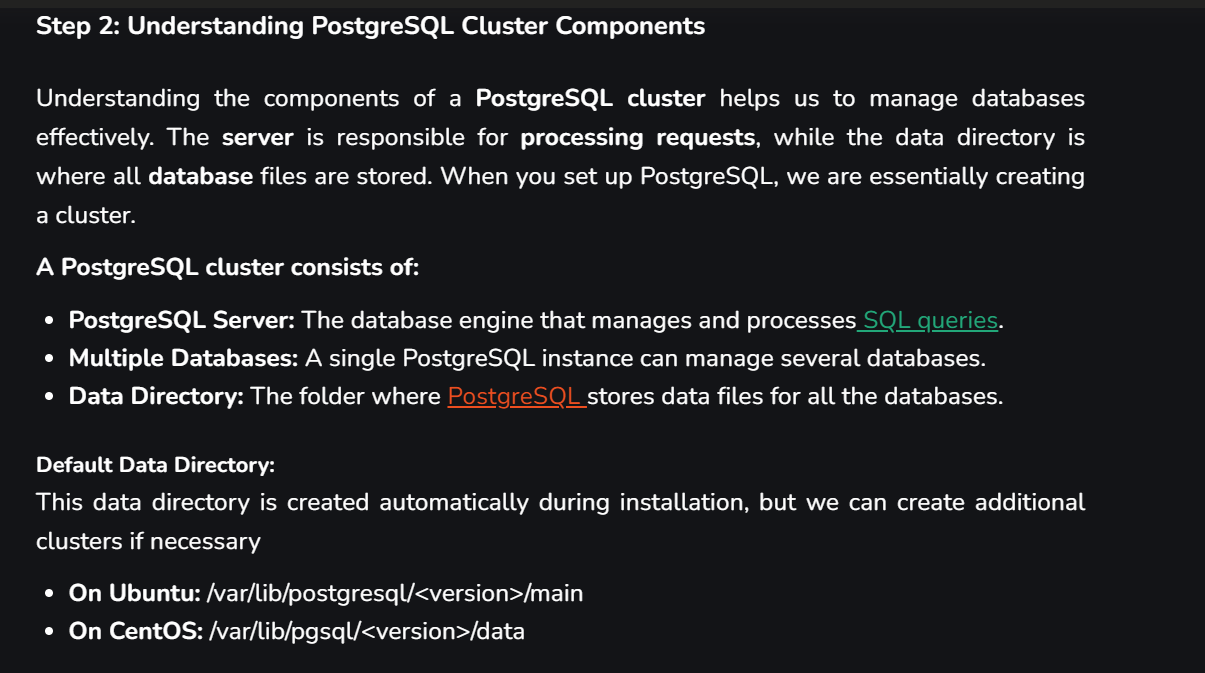 Step 2: Understanding PostgreSQL Cluster Components
Understanding the components of a PostgreSQL cluster helps us to manage databases
effectively. The server is responsible for processing requests, while the data directory is
where all database files are stored. When you set up PostgreSQL, we are essentially creating
a cluster.
A PostgreSQL cluster consists of:
• PostgreSQL Server: The database engine that manages and processes SQL queries.
• Multiple Databases: A single PostgreSQL instance can manage several databases.
• Data Directory: The folder where PostgreSQL stores data files for all the databases.
Default Data Directory:
This data directory is created automatically during installation, but we can create additional
clusters if necessary
• On Ubuntu: /var/lib/postgresql/<version>/main
• On CentOS: /var/lib/pgsql/<version>/data